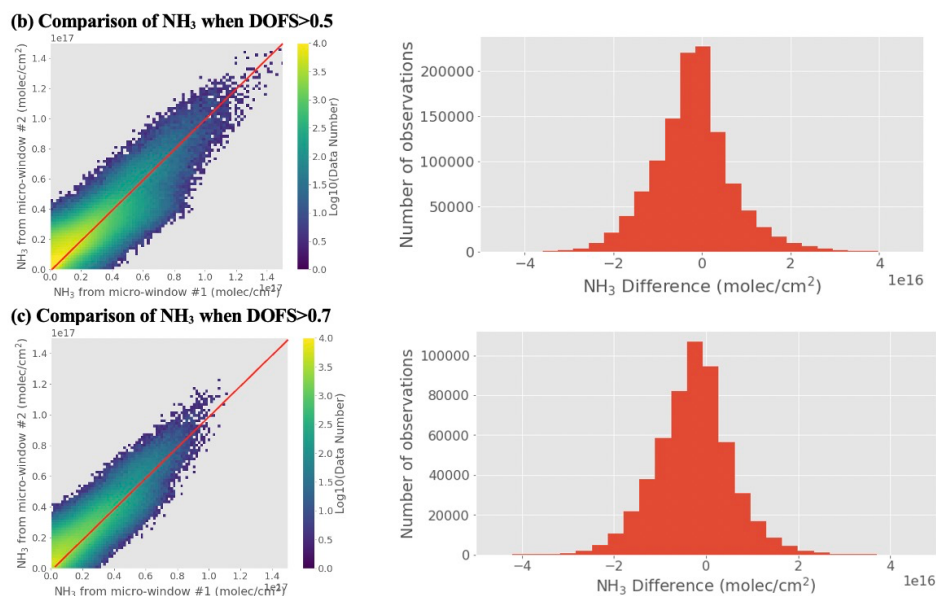 (b) Comparison of NH₃ when DOFS>0.5
1e17
NH₃ from micro-window #2 (molec/cm²)
1.4
1.2
1.0
0.8
0.6
0.4
0.2
0.0
0.0 0.2 0.4 0.6 0.8 1.0 1.2 1.4
NH₃ from micro-window #1 (molec/cm²)
1e17
4.0
3.5
3.0
2.5
2.0
1.5
1.0
0.5
0.0
Log10(Data Number)
Number of observations
200000
150000
100000
50000
0
−4 −2 0 2 4
1e16
NH₃ Difference (molec/cm²)
(c) Comparison of NH₃ when DOFS>0.7
1e17
NH₃ from micro-window #2 (molec/cm²)
1.4
1.2
1.0
0.8
0.6
0.4
0.2
0.0
0.0 0.2 0.4 0.6 0.8 1.0 1.2 1.4
NH₃ from micro-window #1 (molec/cm²)
1e17
4.0
3.5
3.0
2.5
2.0
1.5
1.0
0.5
0.0
Log10(Data Number)
Number of observations
100000
80000
60000
40000
20000
0
−4 −2 0 2 4
1e16
NH₃ Difference (molec/cm²)